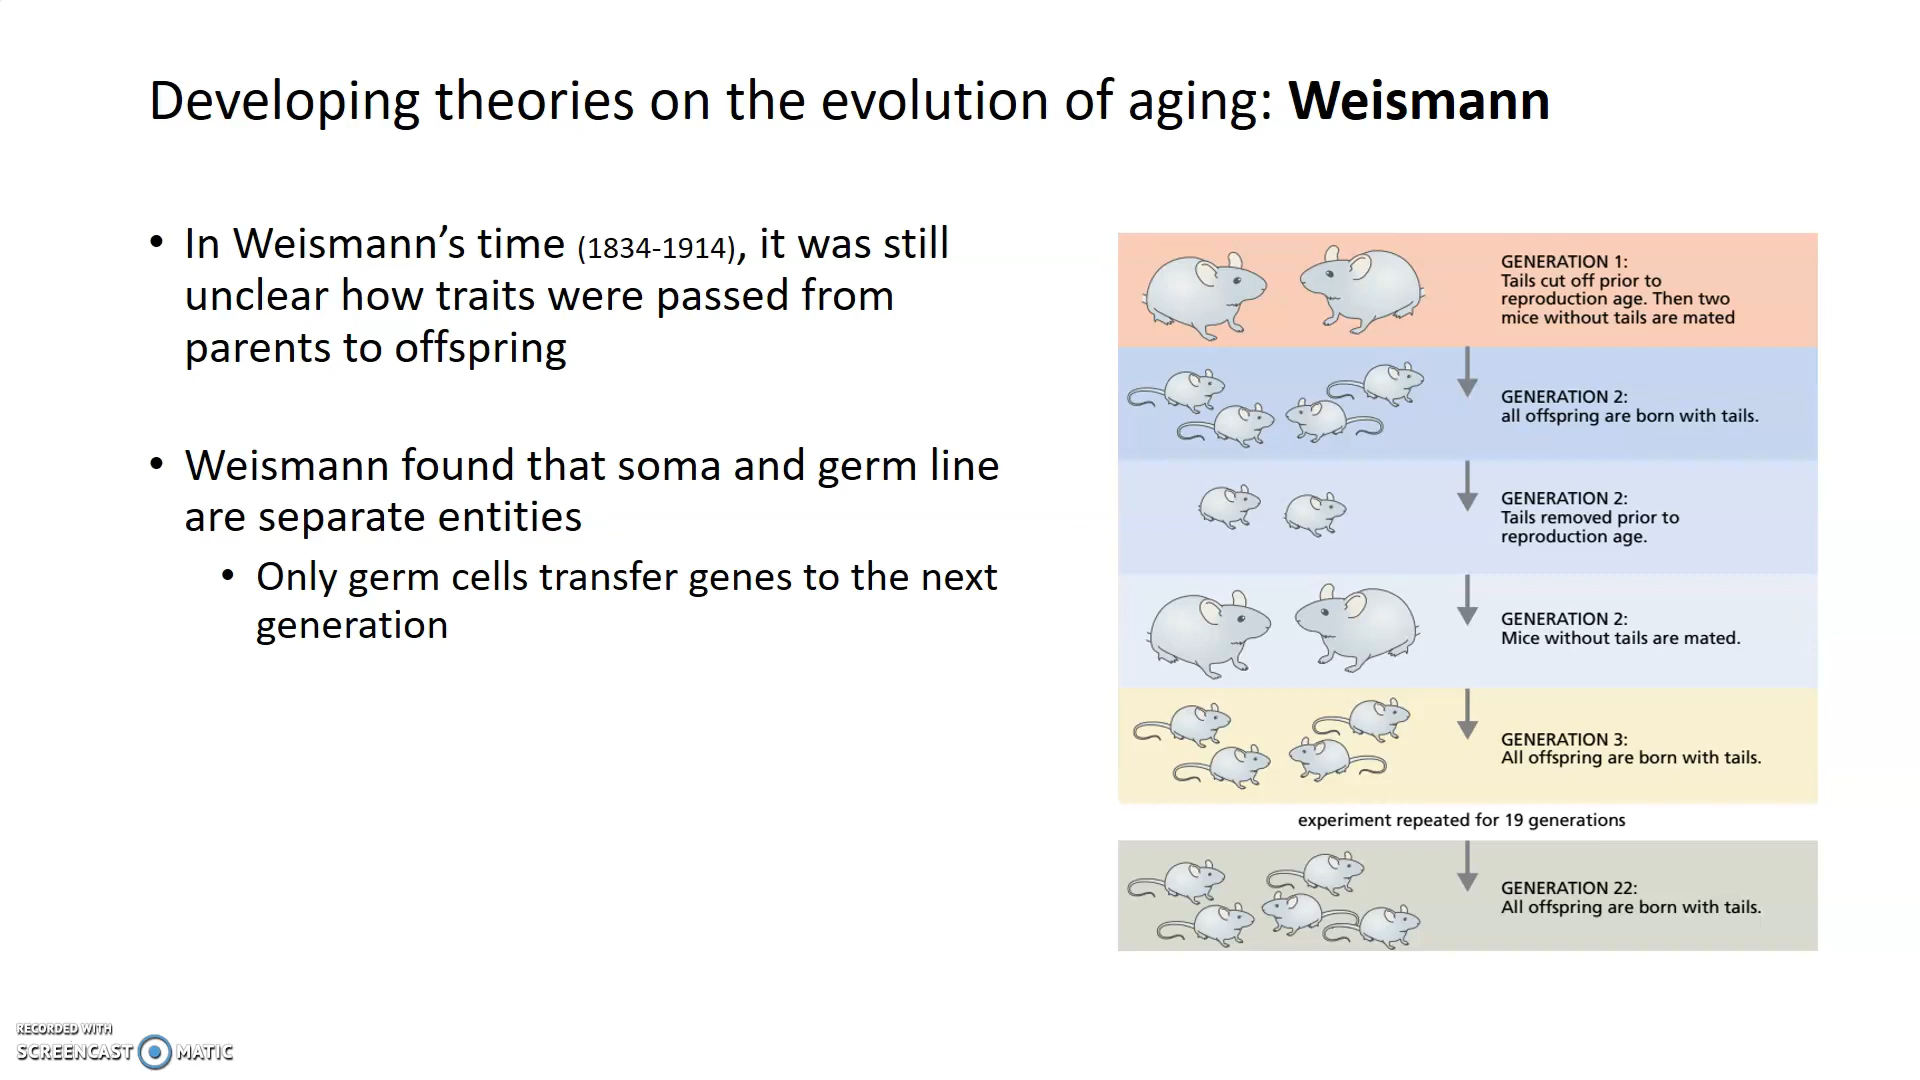 Developing theories on the evolution of aging: Weismann
• In Weismann’s time (1834-1914), it was still
unclear how traits were passed from
parents to offspring
• Weismann found that soma and germ line
are separate entities
• Only germ cells transfer genes to the next
generation
GENERATION 1:
Tails cut off prior to
reproduction age. Then two
mice without tails are mated
GENERATION 2:
all offspring are born with tails.
GENERATION 2:
Tails removed prior to
reproduction age.
GENERATION 2:
Mice without tails are mated.
GENERATION 3:
All offspring are born with tails.
experiment repeated for 19 generations
GENERATION 22:
All offspring are born with tails.
RECORDED WITH
SCREENCAST MATIC